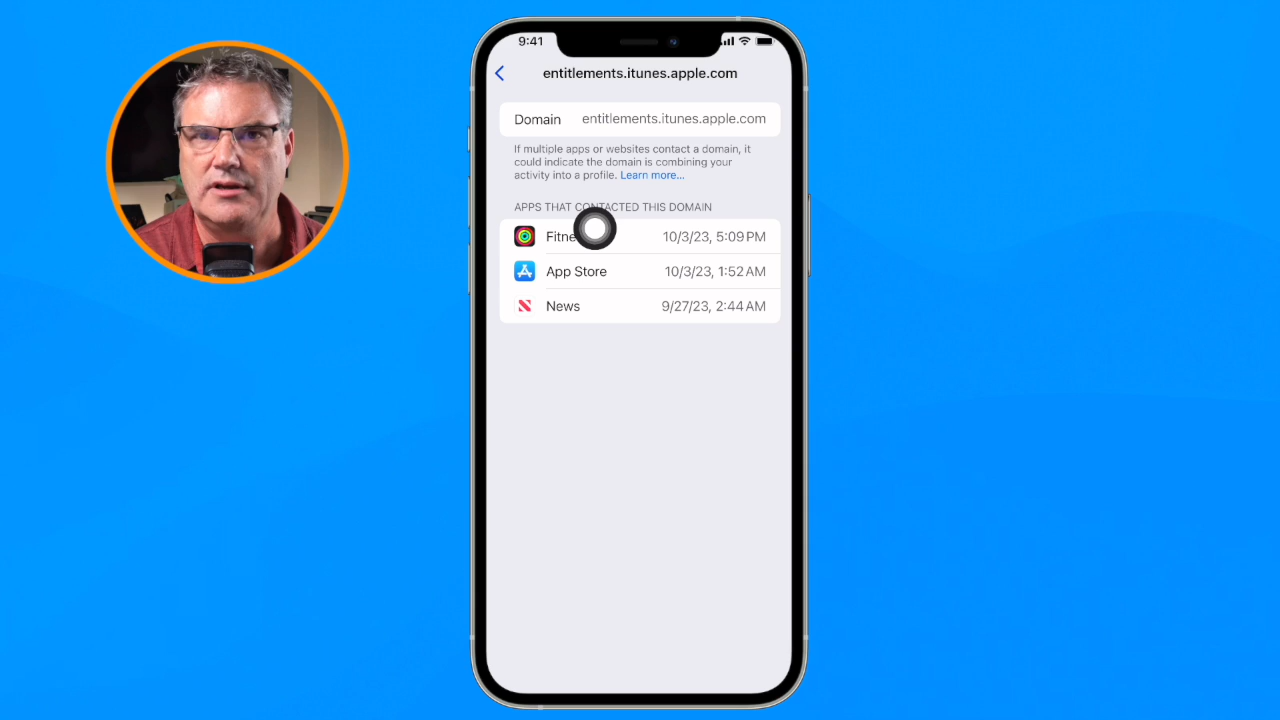 9:41
entitlements.itunes.apple.com
Domain entitlements.itunes.apple.com
If multiple apps or websites contact a domain, it
could indicate the domain is combining your
activity into a profile. Learn more...
APPS THAT CONTACTED THIS DOMAIN
Fitne 10/3/23, 5:09 PM
App Store 10/3/23, 1:52 AM
News 9/27/23, 2:44 AM